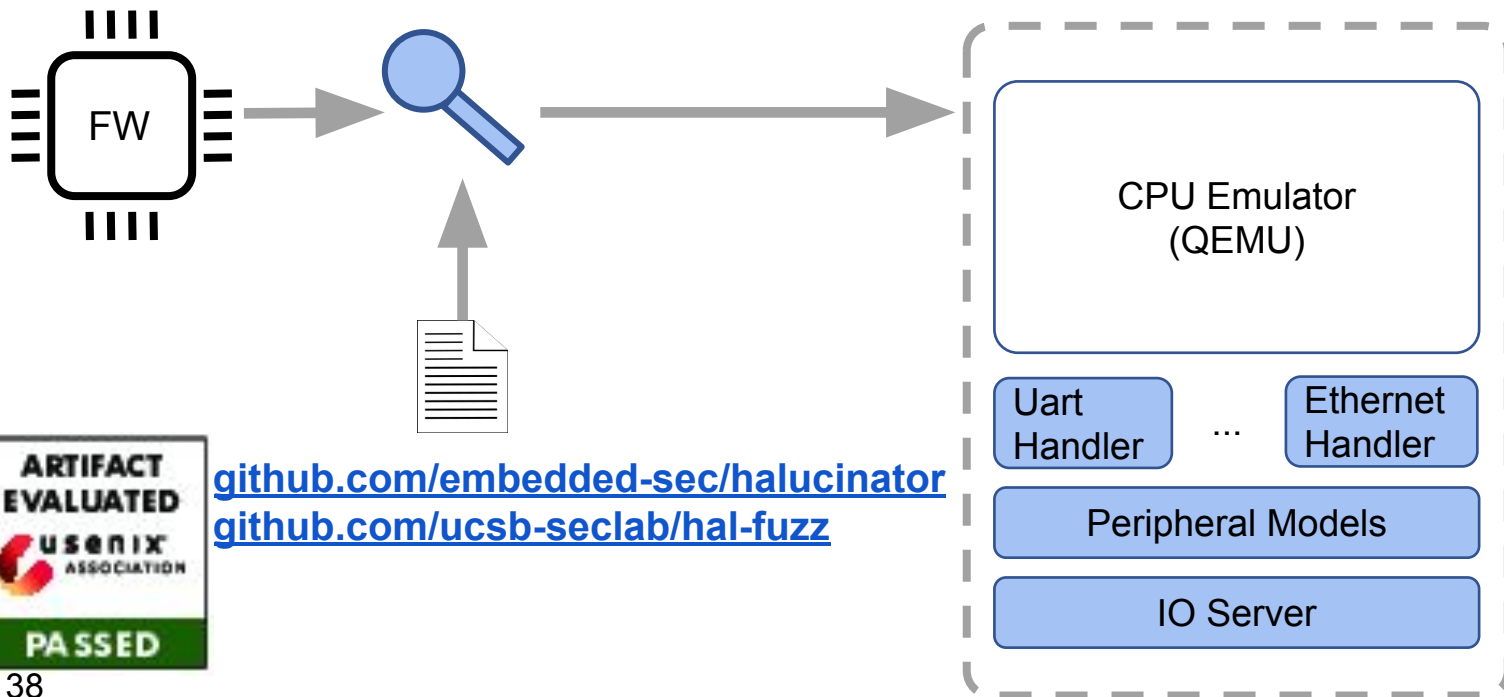 FW
CPU Emulator
(QEMU)
Uart
Handler
...
Ethernet
Handler
Peripheral Models
IO Server
github.com/embedded-sec/halucinator
github.com/ucsb-seclab/hal-fuzz
ARTIFACT
EVALUATED
usenix
ASSOCIATION
PASSED
38